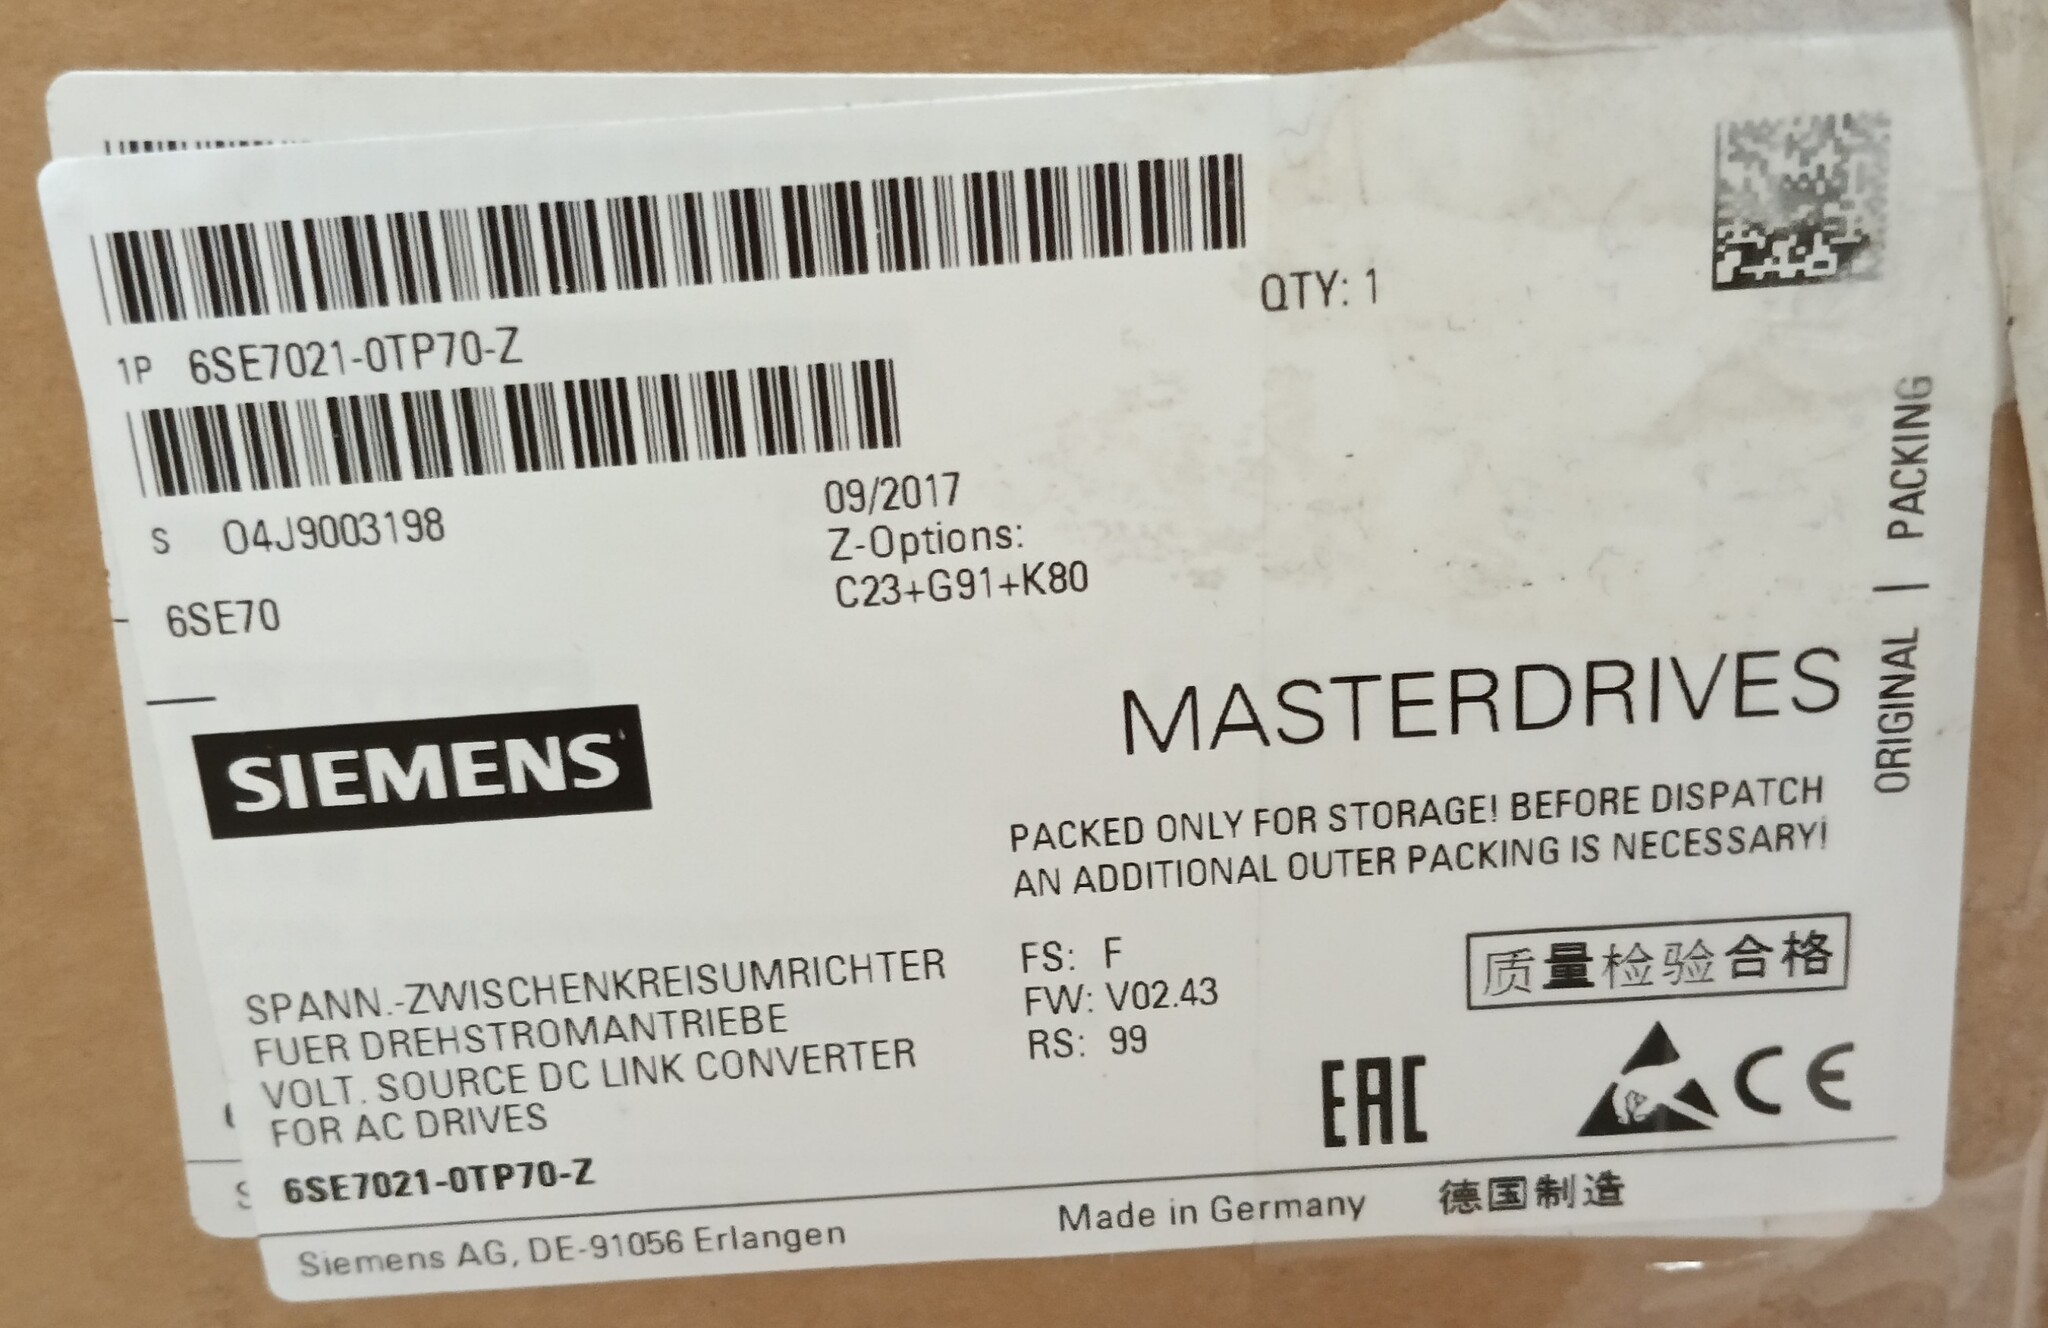 QTY: 1
1P 6SE7021-0TP70-Z
S O4J9003198
09/2017
Z-Options:
C23+G91+K80
6SE70
ORIGINAL | PACKING
SIEMENS
MASTERDRIVES
PACKED ONLY FOR STORAGE! BEFORE DISPATCH
AN ADDITIONAL OUTER PACKING IS NECESSARY!
SPANN.-ZWISCHENKREISUMRICHTER
FUER DREHSTROMANTRIEBE
VOLT. SOURCE DC LINK CONVERTER
FOR AC DRIVES
FS: F
FW: V02.43
RS: 99
质量检验合格
EAC
CE
6SE7021-0TP70-Z
Siemens AG, DE-91056 Erlangen
Made in Germany
德国制造